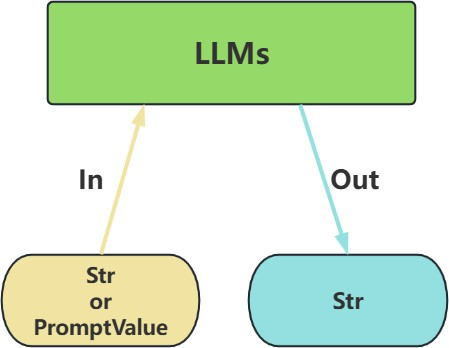 LLMs
In
Out
Str
or
PromptValue
Str